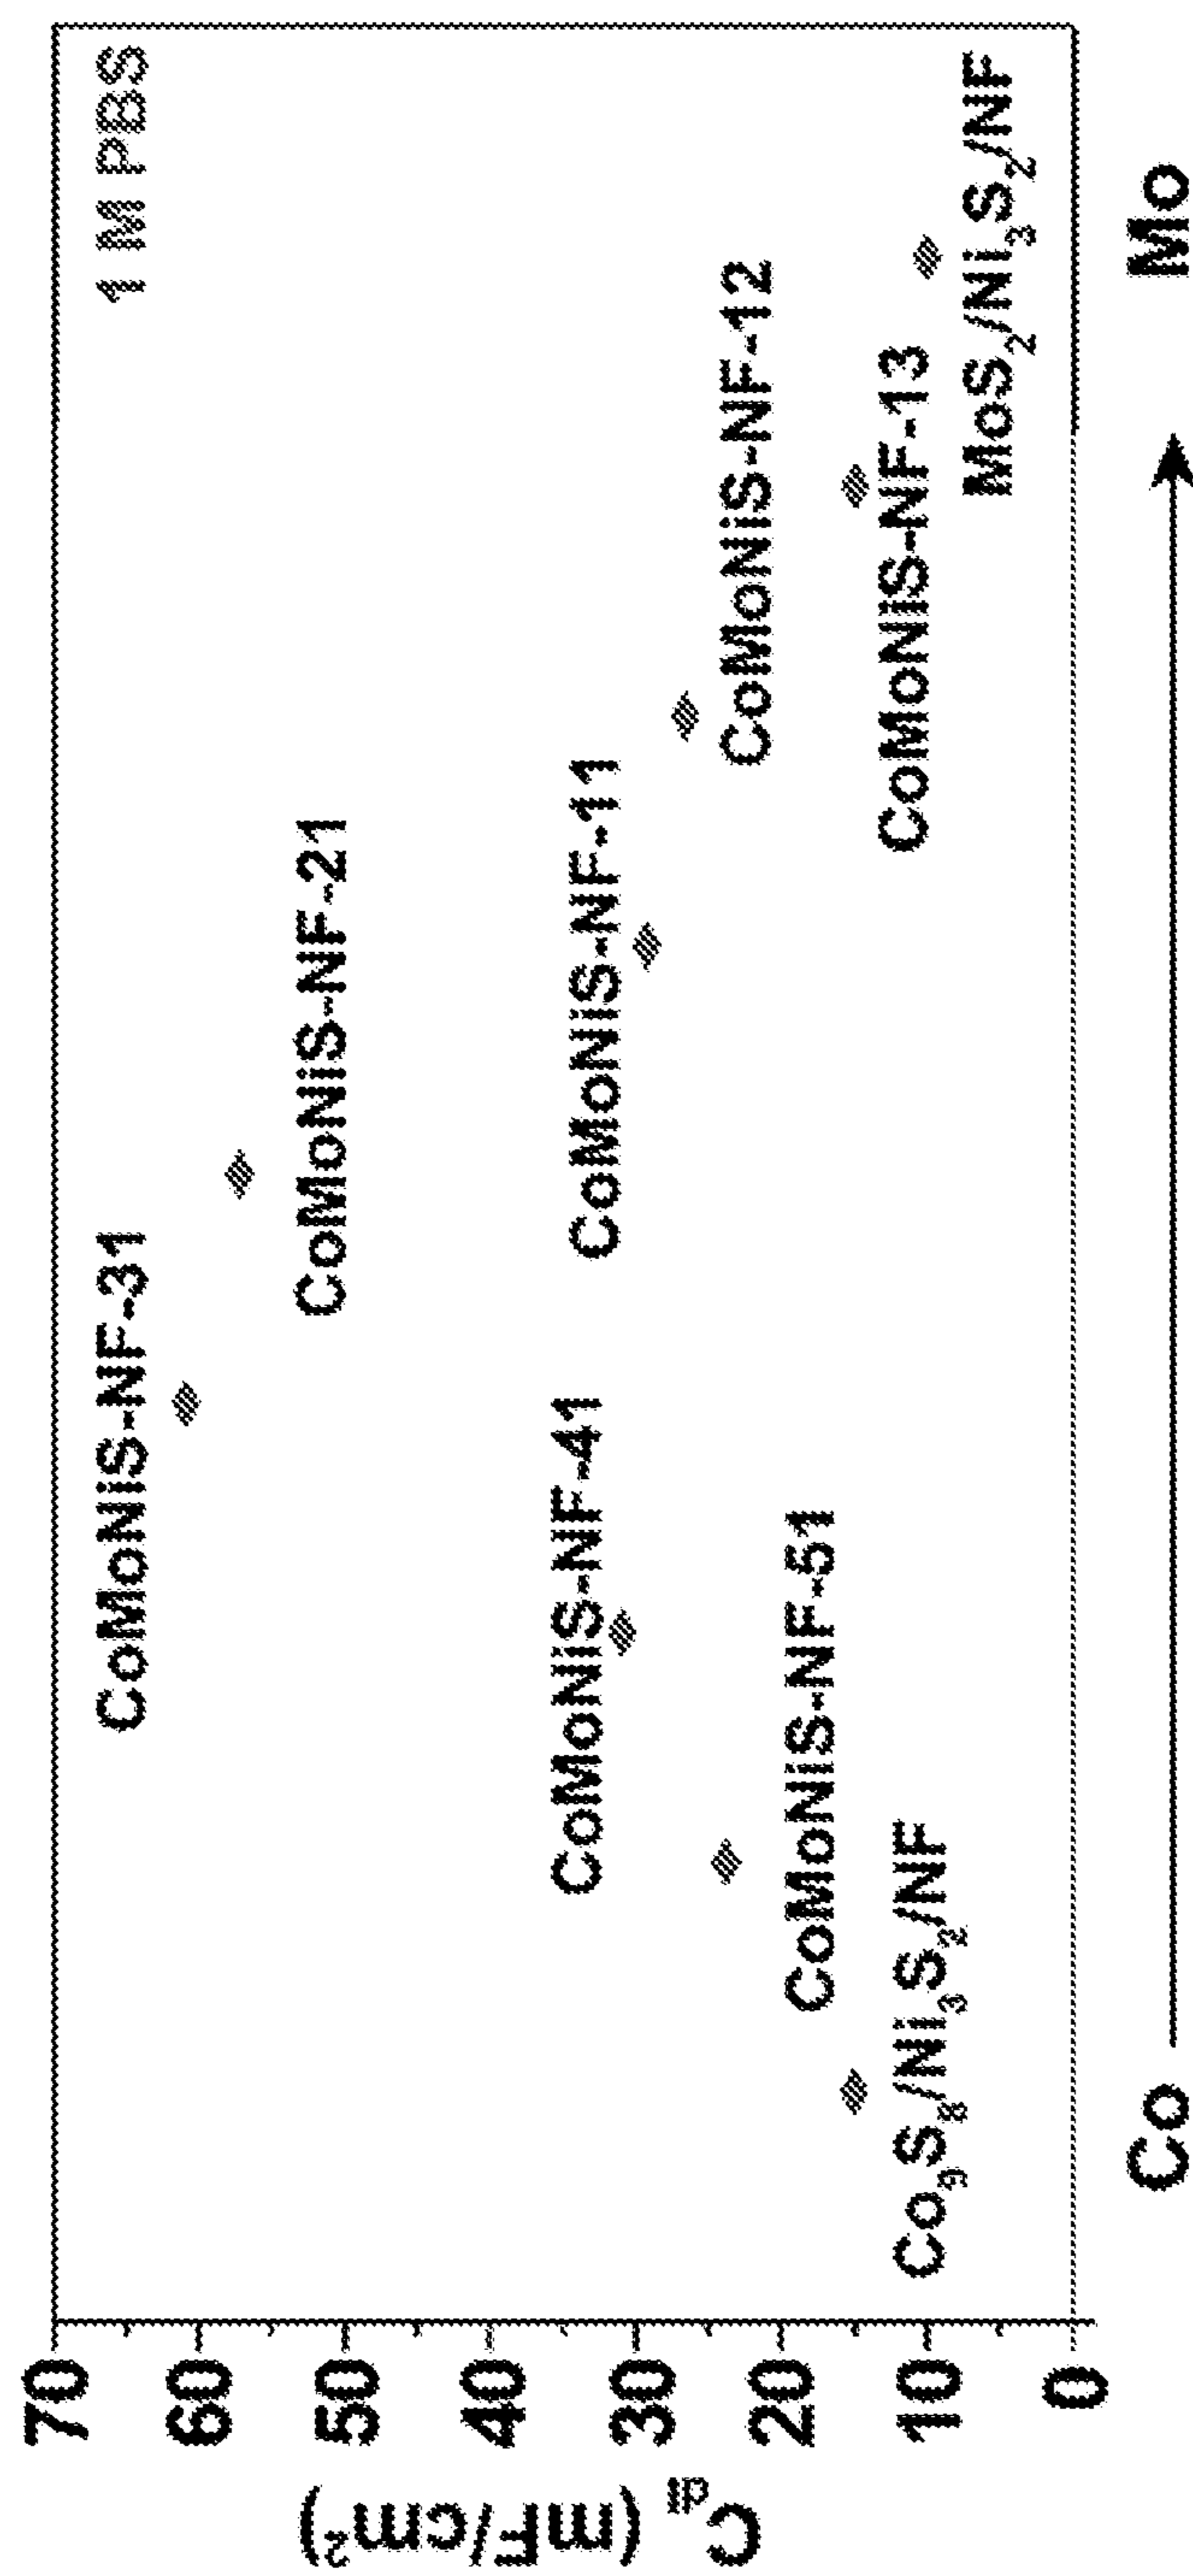 1 M PBS
C_dl (mF/cm²)
70
60
50
40
30
20
10
0
CoMoNiS-NF-31
CoMoNiS-NF-21
CoMoNiS-NF-41
CoMoNiS-NF-11
CoMoNiS-NF-51
CoMoNiS-NF-12
Co₉S₈/Ni₃S₂/NF
CoMoNiS-NF-13
MoS₂/Ni₃S₂/NF
Co
Mo